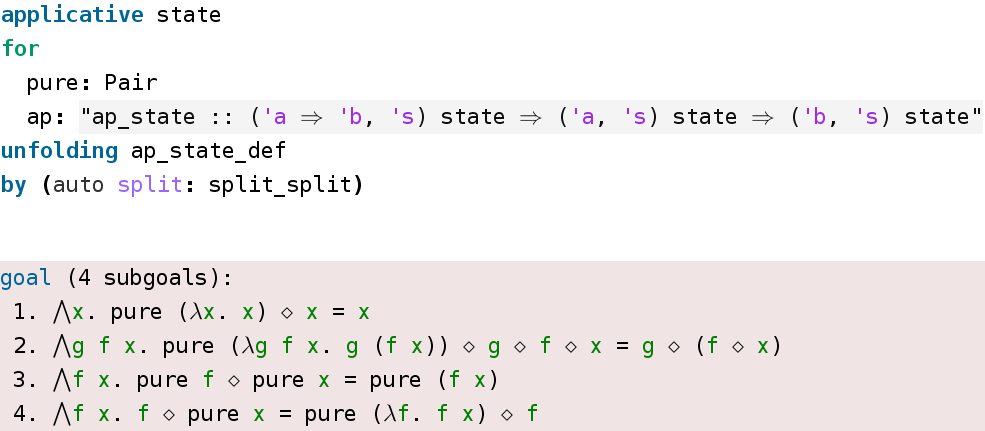 applicative state
for
  pure: Pair
  ap: "ap_state :: ('a ⇒ 'b, 's) state ⇒ ('a, 's) state ⇒ ('b, 's) state"
unfolding ap_state_def
by (auto split: split_split)
goal (4 subgoals):
 1. ⋀x. pure (λx. x) ⋄ x = x
 2. ⋀g f x. pure (λg f x. g (f x)) ⋄ g ⋄ f ⋄ x = g ⋄ (f ⋄ x)
 3. ⋀f x. pure f ⋄ pure x = pure (f x)
 4. ⋀f x. f ⋄ pure x = pure (λf. f x) ⋄ f